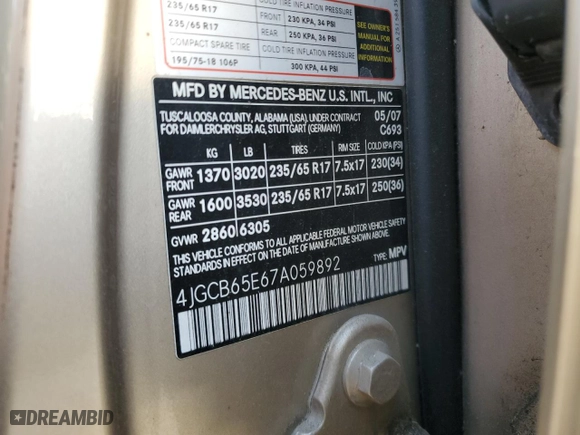 235/65 R17 COLD TIRE INFLATION PRESSURE
FRONT 230 KPA, 34 PSI
235/65 R17 COLD TIRE INFLATION PRESSURE
REAR 250 KPA, 36 PSI
COMPACT SPARE TIRE COLD TIRE INFLATION PRESSURE
195/75-18 106P 300 KPA, 44 PSI
SEE OWNER'S
MANUAL FOR
ADDITIONAL
INFORMATION
A 251 584
MFD BY MERCEDES-BENZ U.S. INTL., INC
TUSCALOOSA COUNTY, ALABAMA (USA) UNDER CONTRACT 05/07
FOR DAIMLERCHRYSLER AG, STUTTGART (GERMANY) C693
KG LB TIRES RIM SIZE COLD KPA (PSI)
GAWR FRONT 1370 3020 235/65 R17 7.5x17 230(34)
GAWR REAR 1600 3530 235/65 R17 7.5x17 250(36)
GVWR 2860 6305
THIS VEHICLE CONFORMS TO ALL APPLICABLE FEDERAL MOTOR VEHICLE SAFETY
STANDARDS IN EFFECT ON THE DATE OF MANUFACTURE SHOWN ABOVE.
4JGCB65E67A059892 TYPE: MPV
DREAMBID